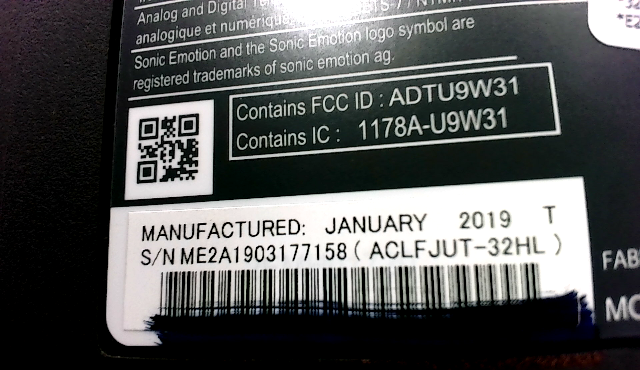 Analog and Digital
analogique et numérique
Sonic Emotion and the Sonic Emotion logo symbol are
registered trademarks of sonic emotion ag.
Contains FCC ID : ADTU9W31
Contains IC : 1178A-U9W31
MANUFACTURED: JANUARY 2019 T
S/N ME2A1903177158 ( ACLFJUT-32HL )